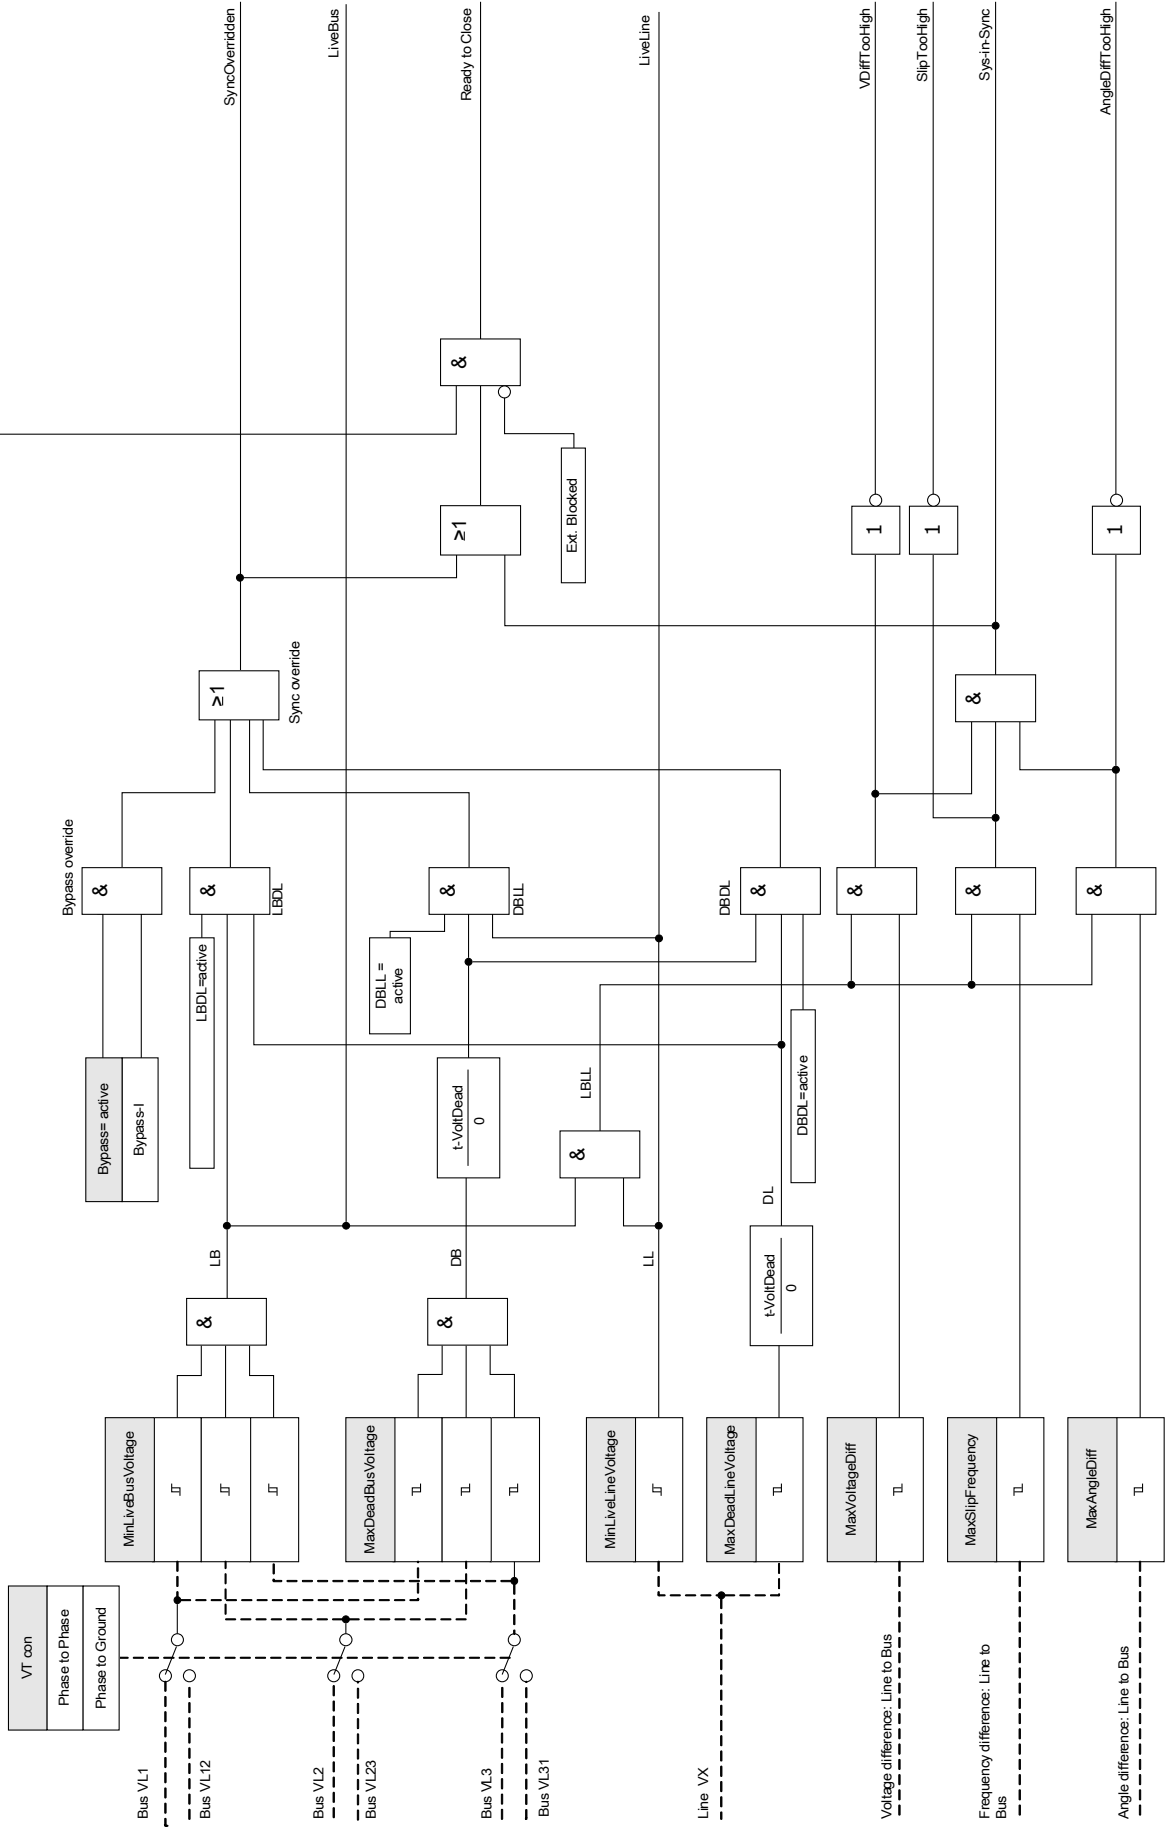 VT con
Phase to Phase
Phase to Ground
Bus VL1
Bus VL12
Bus VL2
Bus VL23
Bus VL3
Bus VL31
Line VX
Voltage difference: Line to Bus
Frequency difference: Line to
Bus
Angle difference: Line to Bus
MinLiveBusVoltage
MaxDeadBusVoltage
MinLiveLineVoltage
MaxDeadLineVoltage
MaxVoltageDiff
MaxSlipFrequency
MaxAngleDiff
&
LB
&
DB
LL
t-VoltDead
0
DL
Bypass= active
Bypass-I
LBDL=active
t-VoltDead
0
&
LBLL
DBDL=active
DBLL =
active
Bypass override
&
&
LBDL
&
DBLL
DBDL
&
&
&
&
≥1
Sync override
&
≥1
Ext. Blocked
1
1
1
&
SyncOverridden
LiveBus
Ready to Close
LiveLine
VDiffTooHigh
SlipTooHigh
Sys-in-Sync
AngleDiffTooHigh